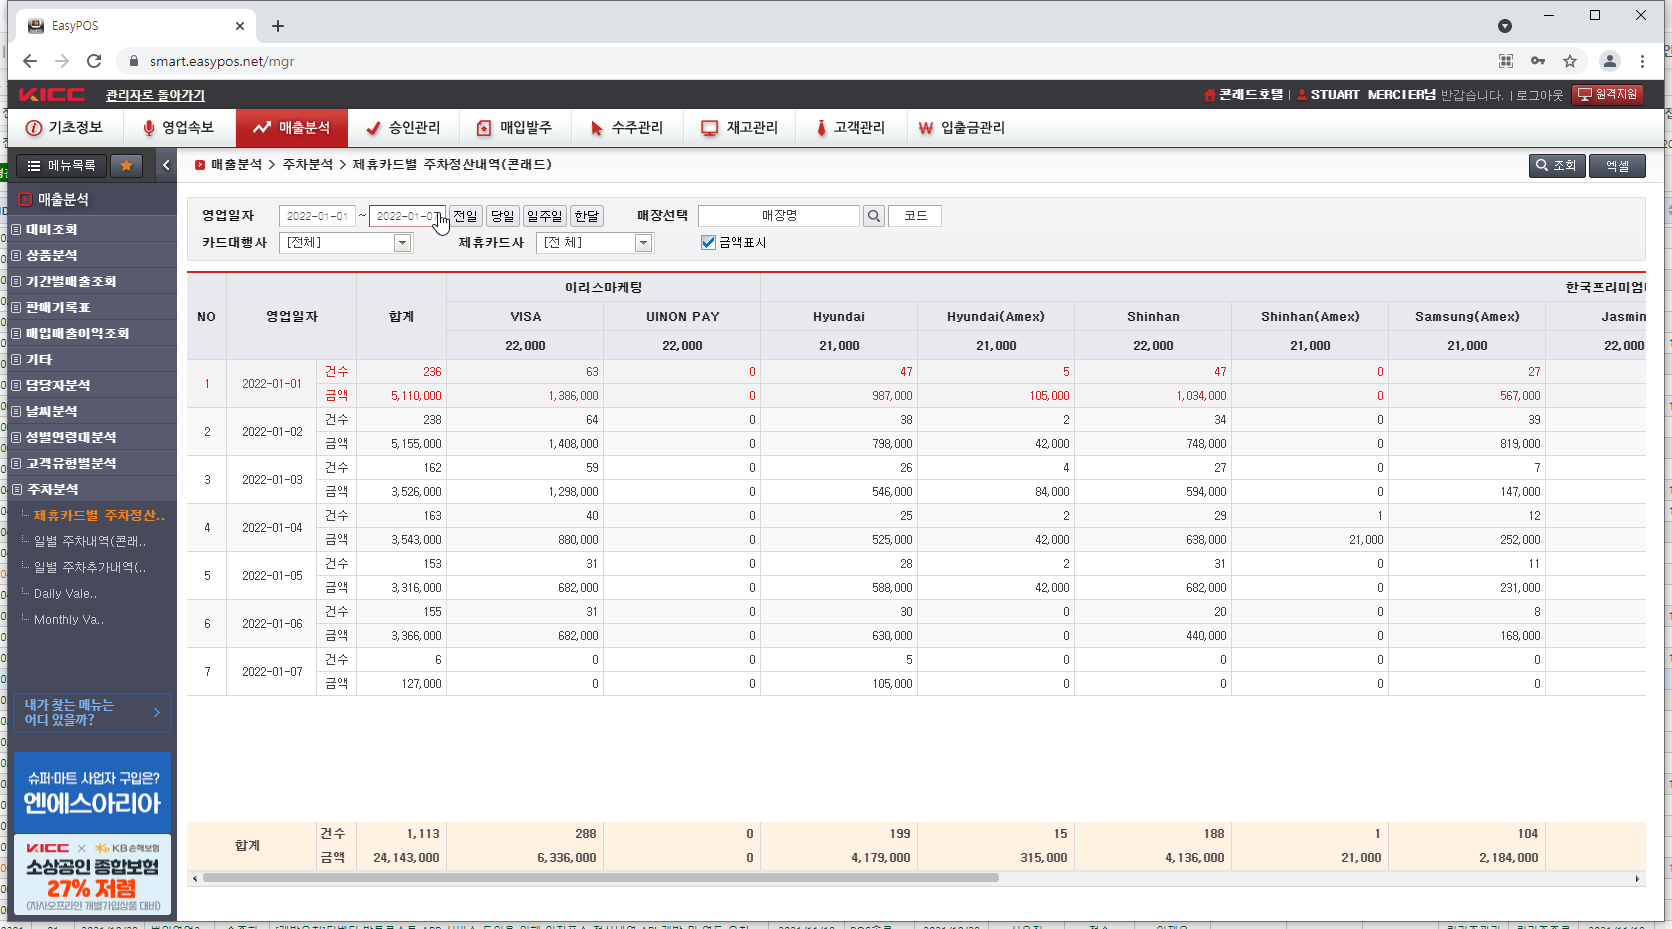 EasyPOS
smart.easypos.net/mgr
KICC 관리자로 돌아가기 콘래드호텔 | STUART MERCIER님 반갑습니다. | 로그아웃 원격지원
기초정보 영업속보 매출분석 승인관리 매입발주 수주관리 재고관리 고객관리 입출금관리
메뉴목록 매출분석 > 주차분석 > 제휴카드별 주차정산내역(콘래드) 조회 엑셀
매출분석
대비조회
상품분석
기간별매출조회
판매기록표
매입매출이익조회
기타
담당자분석
날씨분석
성별연령대분석
고객유형별분석
주차분석
제휴카드별 주차정산..
일별 주차내역(콘래..
일별 주차추가내역(..
Daily Vale..
Monthly Va..
내가 찾는 메뉴는
어디 있을까?
슈퍼·마트 사업자 구입은?
엔에스아리아
KICC × KB손해보험
소상공인 종합보험
27% 저렴
(자사오프라인 개별가입상품 대비)
영업일자 2022-01-01 ~ 2022-01-07 전일 당일 일주일 한달 매장선택 매장명 코드
카드대행사 [전체] 제휴카드사 [전 체] 금액표시
이리스마케팅 한국프리미엄
NO 영업일자 합계 VISA UINON PAY Hyundai Hyundai(Amex) Shinhan Shinhan(Amex) Samsung(Amex) Jasmin
22,000 22,000 21,000 21,000 22,000 21,000 21,000 22,000
1 2022-01-01 건수 236 63 0 47 5 47 0 27
금액 5,110,000 1,386,000 0 987,000 105,000 1,034,000 0 567,000
2 2022-01-02 건수 238 64 0 38 2 34 0 39
금액 5,155,000 1,408,000 0 798,000 42,000 748,000 0 819,000
3 2022-01-03 건수 162 59 0 26 4 27 0 7
금액 3,526,000 1,298,000 0 546,000 84,000 594,000 0 147,000
4 2022-01-04 건수 163 40 0 25 2 29 1 12
금액 3,543,000 880,000 0 525,000 42,000 638,000 21,000 252,000
5 2022-01-05 건수 153 31 0 28 2 31 0 11
금액 3,316,000 682,000 0 588,000 42,000 682,000 0 231,000
6 2022-01-06 건수 155 31 0 30 0 20 0 8
금액 3,366,000 682,000 0 630,000 0 440,000 0 168,000
7 2022-01-07 건수 6 0 0 5 0 0 0 0
금액 127,000 0 0 105,000 0 0 0 0
합계 건수 1,113 288 0 199 15 188 1 104
금액 24,143,000 6,336,000 0 4,179,000 315,000 4,136,000 21,000 2,184,000